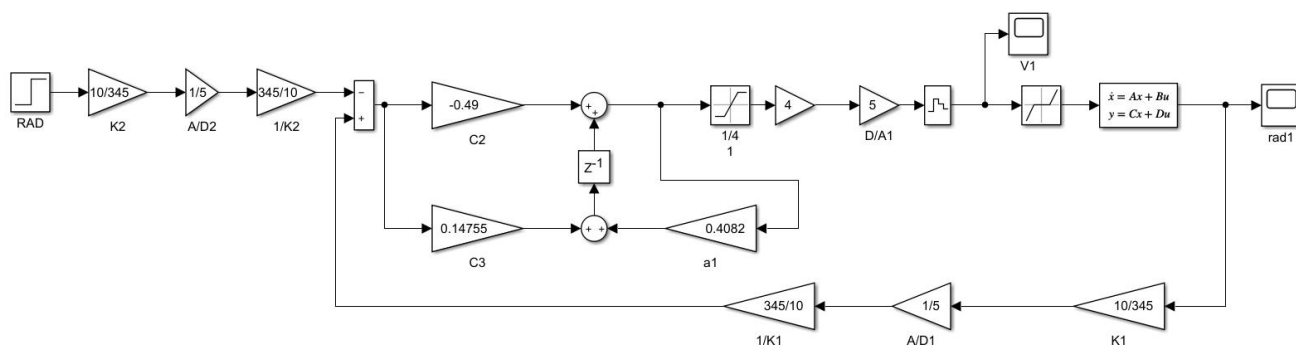 V1
10/345
1/5
345/10
-0.49
4
5
ẋ = Ax + Bu
y = Cx + Du
RAD
K2
A/D2
1/K2
C2
1/4
1
D/A1
rad1
Z⁻¹
0.14755
0.4082
C3
a1
345/10
1/5
10/345
1/K1
A/D1
K1